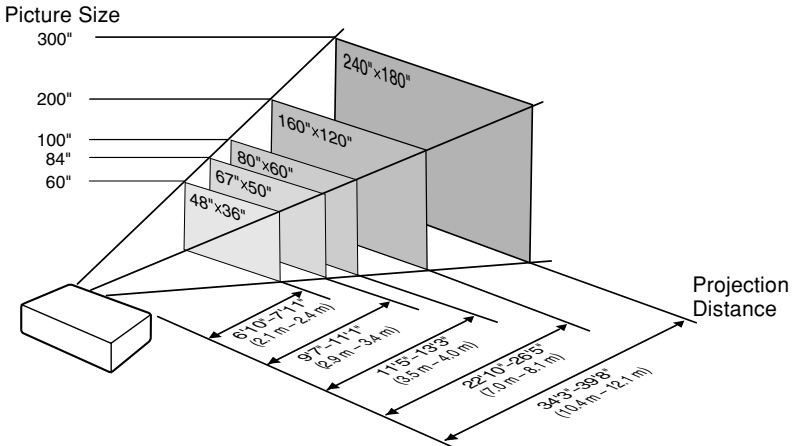 Picture Size
300"
240"x180"
200"
160"x120"
100"
80"x60"
84"
67"x50"
60"
48"x36"
Projection
Distance
6'10"–7'11"
(2.1 m – 2.4 m)
9'7"–11'1"
(2.9 m – 3.4 m)
11'5"–13'3"
(3.5 m – 4.0 m)
22'10"–26'5"
(7.0 m – 8.1 m)
34'3"–39'8"
(10.4 m – 12.1 m)